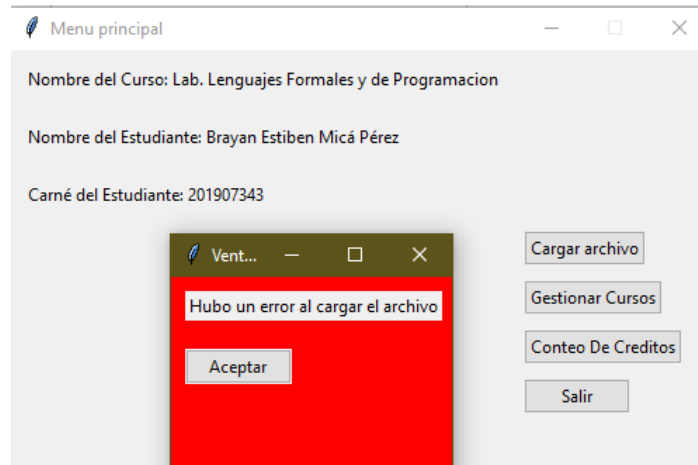 Menu principal
Nombre del Curso: Lab. Lenguajes Formales y de Programacion
Nombre del Estudiante: Brayan Estiben Micá Pérez
Carné del Estudiante: 201907343
Vent...
Hubo un error al cargar el archivo
Aceptar
Cargar archivo
Gestionar Cursos
Conteo De Creditos
Salir